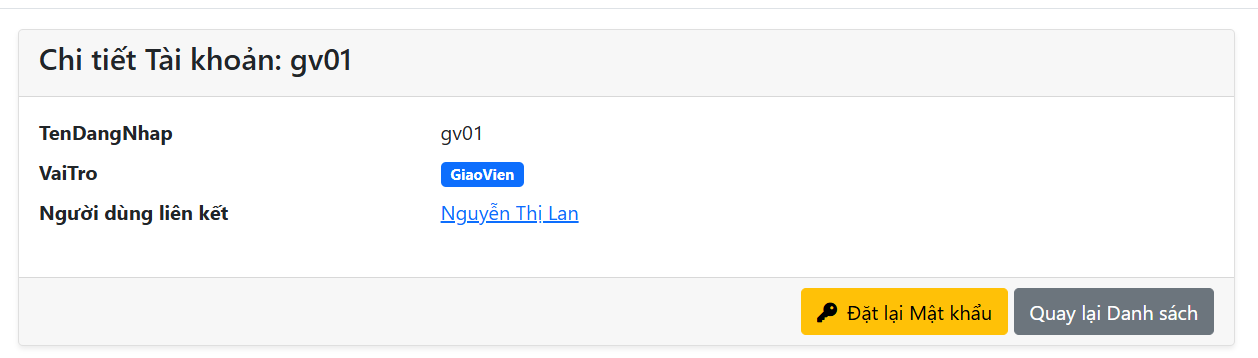 Chi tiết Tài khoản: gv01
TenDangNhap gv01
VaiTro GiaoVien
Người dùng liên kết Nguyễn Thị Lan
Đặt lại Mật khẩu Quay lại Danh sách